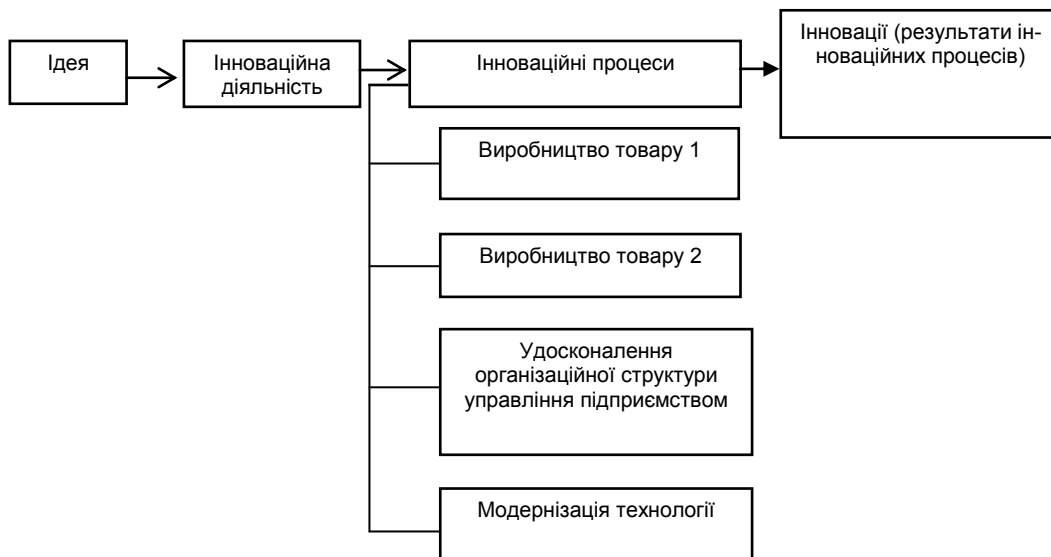 Ідея
Інноваційна
діяльність
Інноваційні процеси
Інновації (результати ін-
новаційних процесів)
Виробництво товару 1
Виробництво товару 2
Удосконалення
організаційної структури
управління підприємством
Модернізація технології